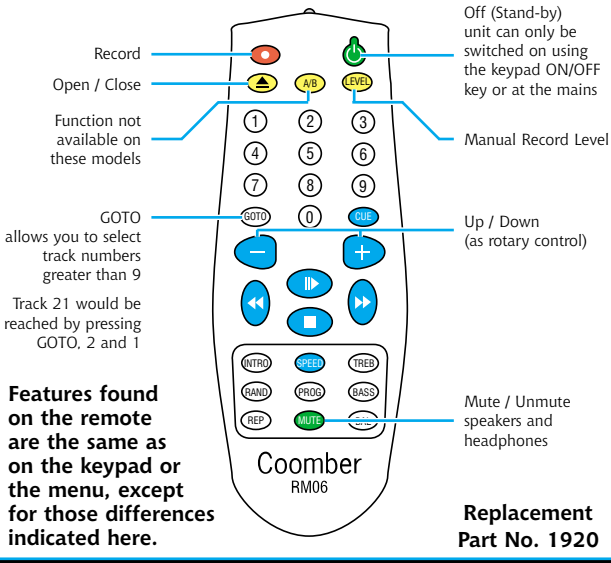 Record
Open / Close
Function not
available on
these models
GOTO
allows you to select
track numbers
greater than 9
Track 21 would be
reached by pressing
GOTO, 2 and 1
Features found
on the remote
are the same as
on the keypad or
the menu, except
for those differences
indicated here.
A/B
LEVEL
1 2 3
4 5 6
7 8 9
GOTO 0 CUE
− +
INTRO SPEED TREB
RAND PROG BASS
REP MUTE BAL
Coomber
RM06
Off (Stand-by)
unit can only be
switched on using
the keypad ON/OFF
key or at the mains
Manual Record Level
Up / Down
(as rotary control)
Mute / Unmute
speakers and
headphones
Replacement
Part No. 1920